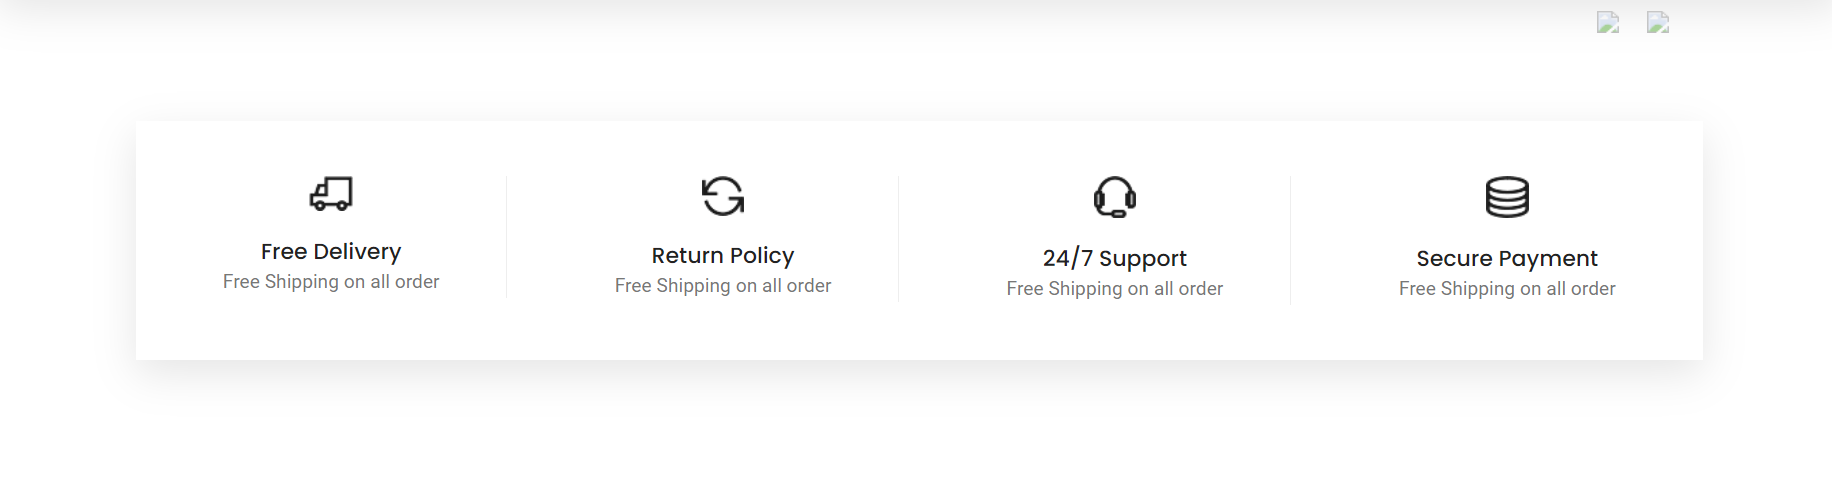 Free Delivery
Free Shipping on all order
Return Policy
Free Shipping on all order
24/7 Support
Free Shipping on all order
Secure Payment
Free Shipping on all order